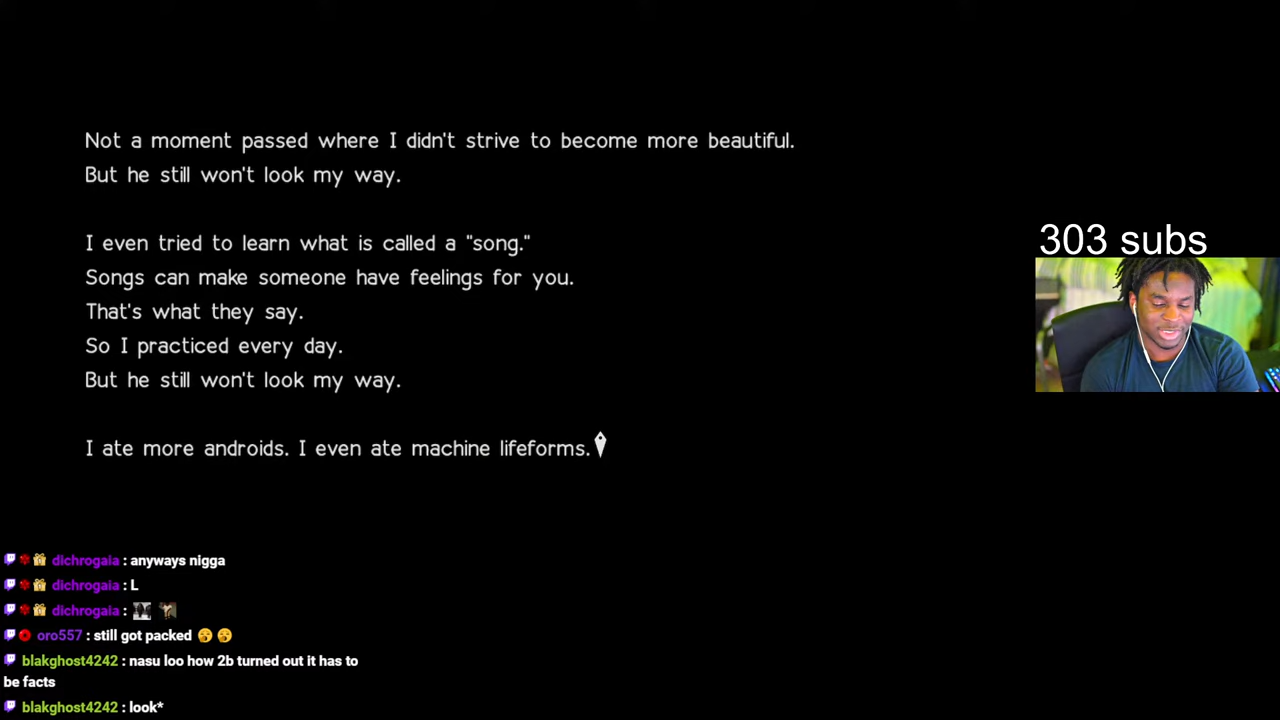 Not a moment passed where I didn't strive to become more beautiful.
But he still won't look my way.
I even tried to learn what is called a "song."
Songs can make someone have feelings for you.
That's what they say.
So I practiced every day.
But he still won't look my way.
I ate more androids. I even ate machine lifeforms.
303 subs
dichrogaia : anyways nigga
dichrogaia : L
dichrogaia :
oro557 : still got packed 🥱🥱
blakghost4242 : nasu loo how 2b turned out it has to
be facts
blakghost4242 : look*